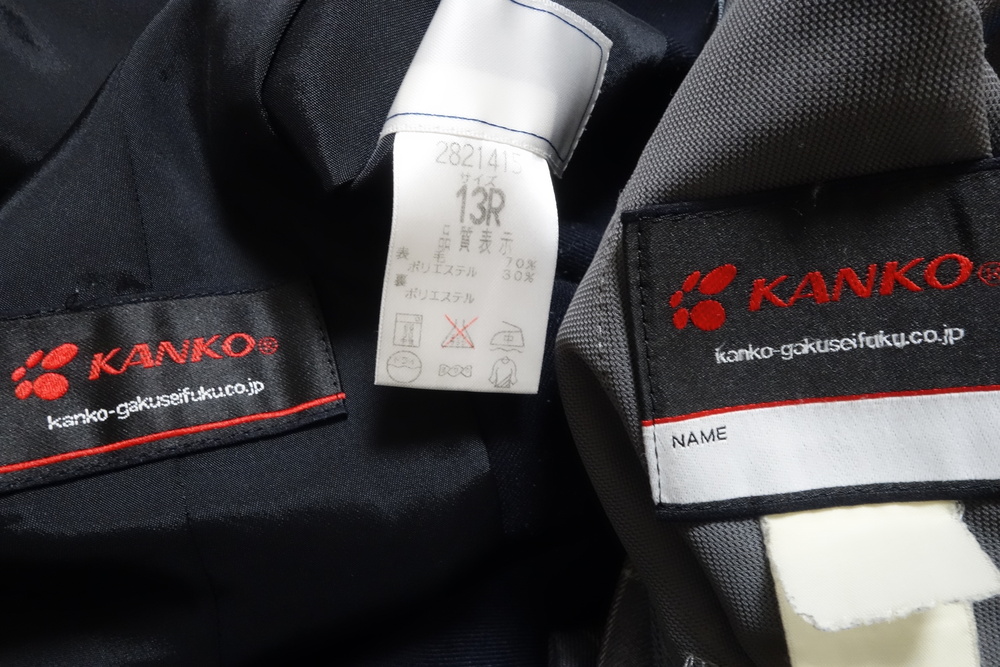 KANKO®
kanko-gakuseifuku.co.jp
2821415
サイズ
13R
品質表示
表 毛 70%
ポリエステル 30%
裏
ポリエステル
中
KANKO®
kanko-gakuseifuku.co.jp
NAME